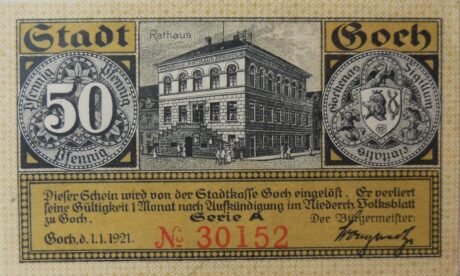 Stadt Goch
Rathaus
Pfennig Pfennig
50
Pfennig
Dieser Schein wird von der Stadtkasse Goch eingelöst. Er verliert
seine Gültigkeit 1 Monat nach Aufkündigung im Niederrh. Volksblatt
zu Goch. Serie A Der Bürgermeister:
Goch, d. 1.1.1921. № 30152